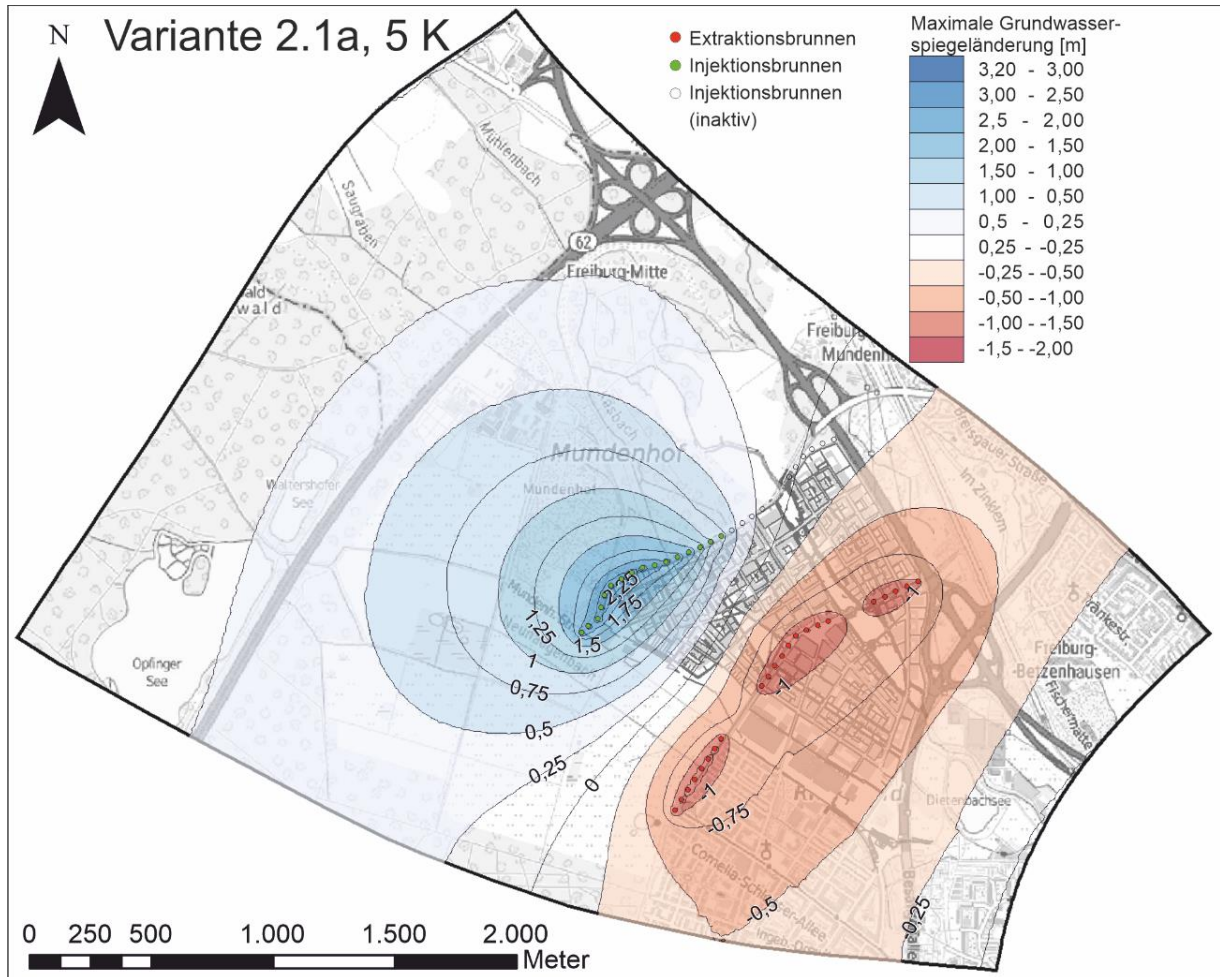 N
Variante 2.1a, 5 K
Extraktionsbrunnen
Injektionsbrunnen
Injektionsbrunnen
(inaktiv)
Maximale Grundwasser-
spiegeländerung [m]
3,20 - 3,00
3,00 - 2,50
2,5 - 2,00
2,00 - 1,50
1,50 - 1,00
1,00 - 0,50
0,5 - 0,25
0,25 - -0,25
-0,25 - -0,50
-0,50 - -1,00
-1,00 - -1,50
-1,5 - -2,00
Mühlenbach
Saugraben
62
Freiburg-Mitte
wald
Freiburg
Mundenh
Breisgauer Straße
Im Zinklern
Mundenhof
Mundenhof
Waltershofer
See
Opfinger
See
2,25
1,75
1,5
1,25
1
0,75
0,5
0,25
0
-1
-1
-1
-0,75
-0,5
-0,25
Freiburg-
Betzenhausen
Dietenbachsee
0 250 500 1.000 1.500 2.000
Meter